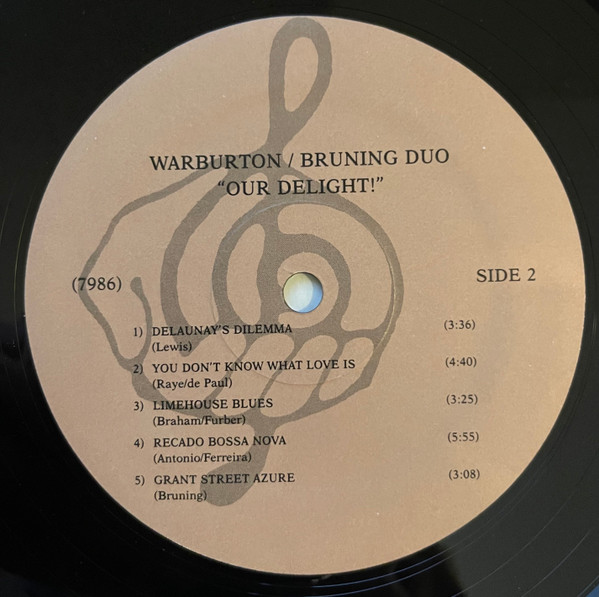 WARBURTON / BRUNING DUO
“OUR DELIGHT!”
(7986)
SIDE 2
1) DELAUNAY'S DILEMMA (3:36)
(Lewis)
2) YOU DON'T KNOW WHAT LOVE IS (4:40)
(Raye/de Paul)
3) LIMEHOUSE BLUES (3:25)
(Braham/Furber)
4) RECADO BOSSA NOVA (5:55)
(Antonio/Ferreira)
5) GRANT STREET AZURE (3:08)
(Bruning)